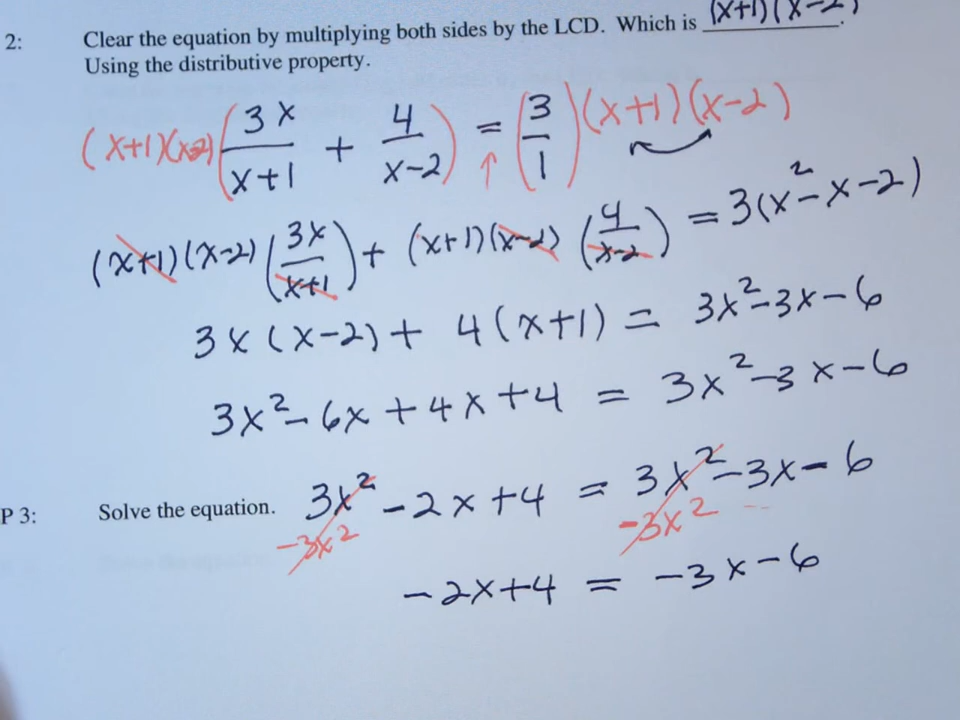 2: Clear the equation by multiplying both sides by the LCD. Which is (x+1)(x-2).
Using the distributive property.
(x+1)(x-2)(3x/x+1 + 4/x-2) = (3/1)(x+1)(x-2)
(x+1)(x-2)(3x/x+1) + (x+1)(x-2)(4/x-2) = 3(x²-x-2)
3x(x-2)+ 4(x+1) = 3x²-3x-6
3x²-6x+4x+4 = 3x²-3x-6
P 3: Solve the equation. 3x²-2x+4 = 3x²-3x-6
-3x² -3x²
-2x+4 = -3x-6